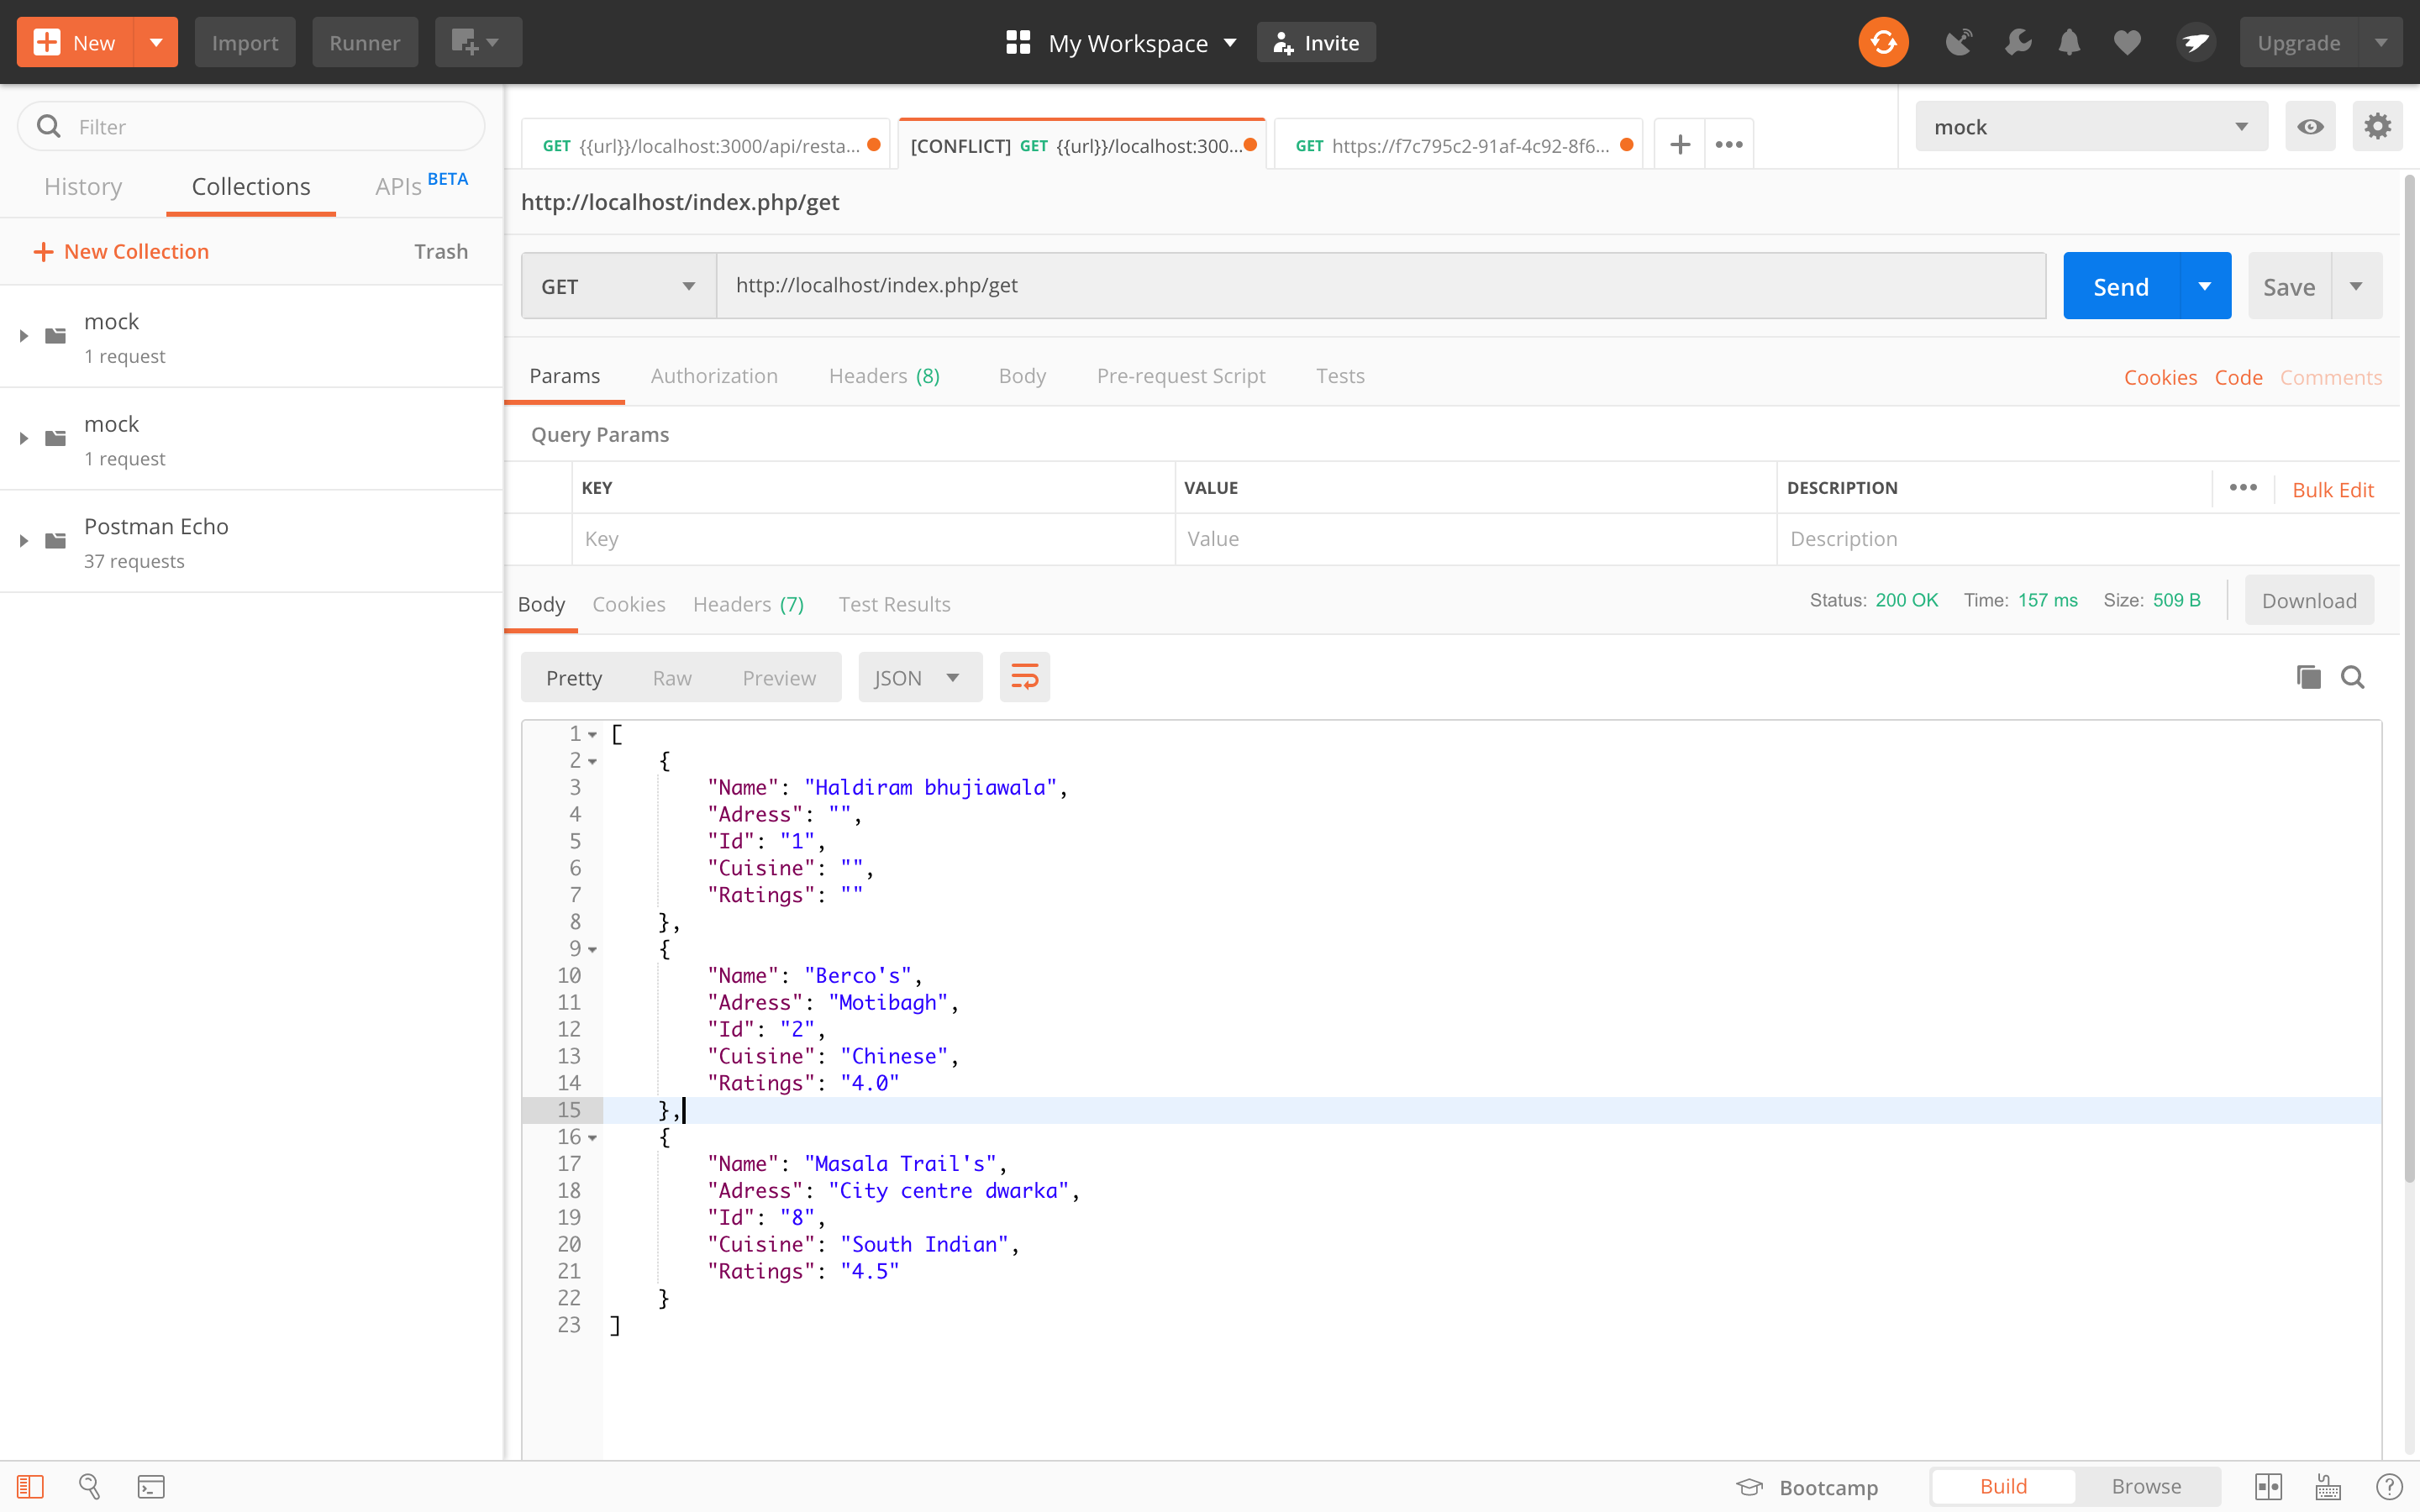 New Import Runner My Workspace Invite Upgrade
Filter
History Collections APIs BETA
New Collection Trash
mock
1 request
mock
1 request
Postman Echo
37 requests
GET {{url}}/localhost:3000/api/resta... [CONFLICT] GET {{url}}/localhost:300... GET https://f7c795c2-91af-4c92-8f6... mock
http://localhost/index.php/get
GET http://localhost/index.php/get Send Save
Params Authorization Headers (8) Body Pre-request Script Tests Cookies Code Comments
Query Params
KEY VALUE DESCRIPTION Bulk Edit
Key Value Description
Body Cookies Headers (7) Test Results Status: 200 OK Time: 157 ms Size: 509 B Download
Pretty Raw Preview JSON
1 [
2 {
3 "Name": "Haldiram bhujiawala",
4 "Adress": "",
5 "Id": "1",
6 "Cuisine": "",
7 "Ratings": ""
8 },
9 {
10 "Name": "Berco's",
11 "Adress": "Motibagh",
12 "Id": "2",
13 "Cuisine": "Chinese",
14 "Ratings": "4.0"
15 },
16 {
17 "Name": "Masala Trail's",
18 "Adress": "City centre dwarka",
19 "Id": "8",
20 "Cuisine": "South Indian",
21 "Ratings": "4.5"
22 }
23 ]
Bootcamp Build Browse